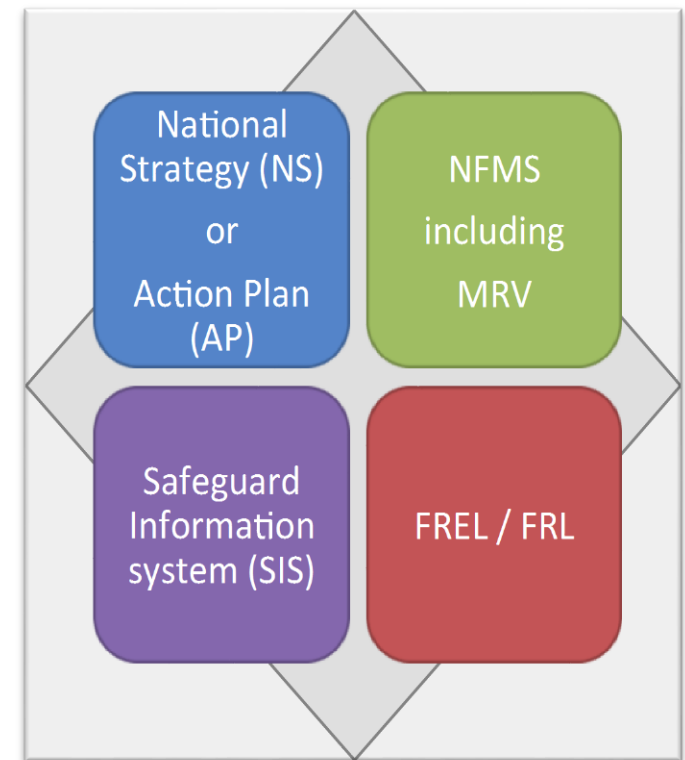 National
Strategy (NS)
or
Action Plan
(AP)
NFMS
including
MRV
Safeguard
Information
system (SIS)
FREL / FRL